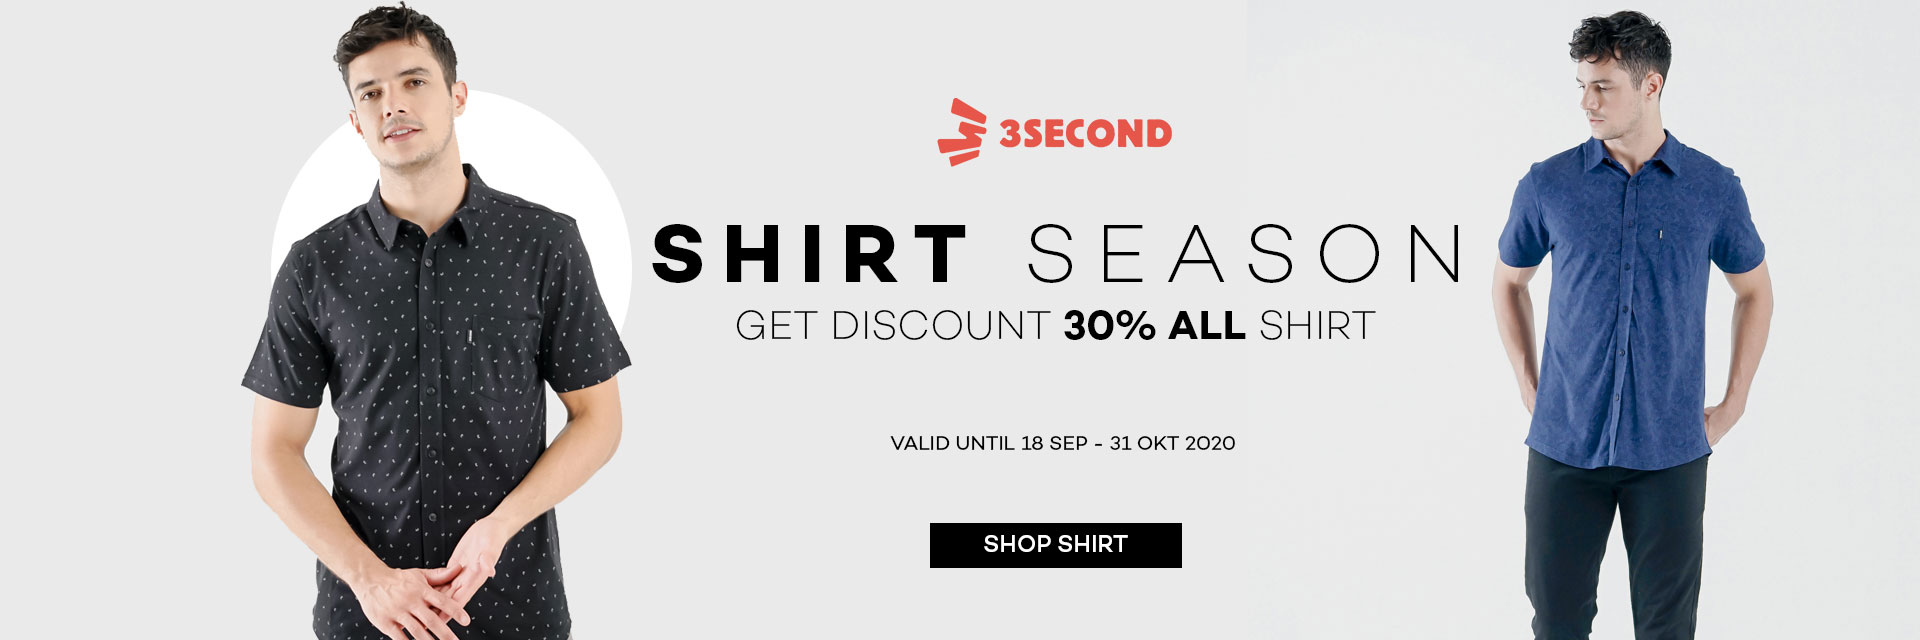 3SECOND
SHIRT SEASON
GET DISCOUNT 30% ALL SHIRT
VALID UNTIL 18 SEP - 31 OKT 2020
SHOP SHIRT